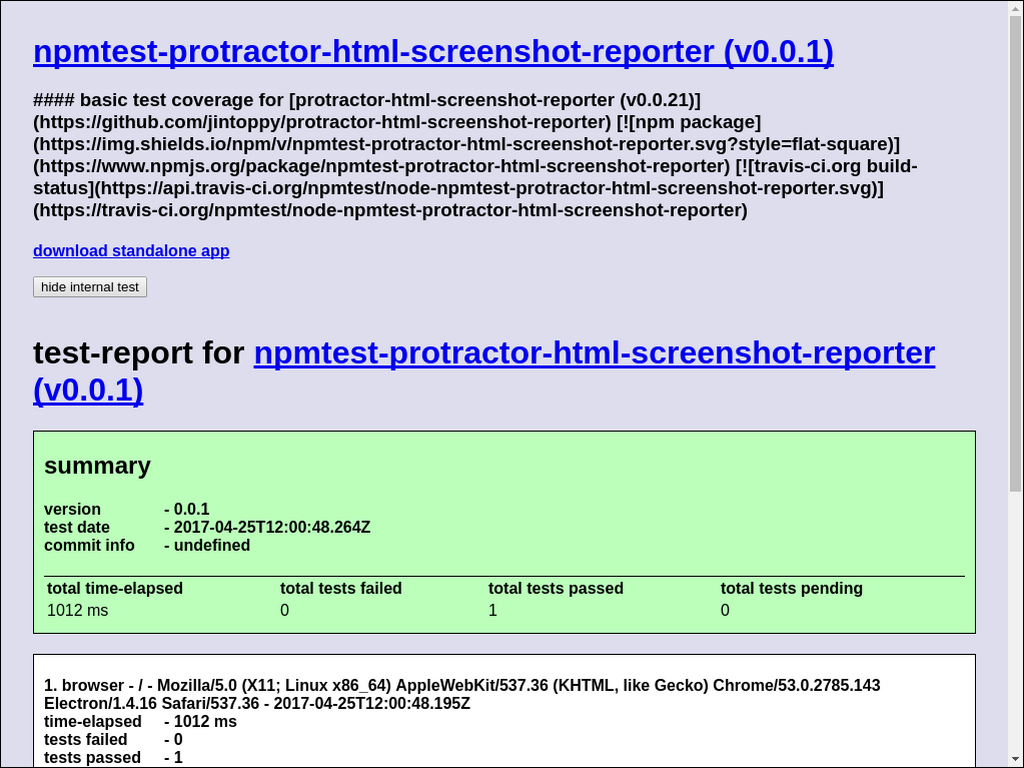 npmtest-protractor-html-screenshot-reporter (v0.0.1)
#### basic test coverage for [protractor-html-screenshot-reporter (v0.0.21)]
(https://github.com/jintoppy/protractor-html-screenshot-reporter) [![npm package]
(https://img.shields.io/npm/v/npmtest-protractor-html-screenshot-reporter.svg?style=flat-square)]
(https://www.npmjs.org/package/npmtest-protractor-html-screenshot-reporter) [![travis-ci.org build-
status](https://api.travis-ci.org/npmtest/node-npmtest-protractor-html-screenshot-reporter.svg)]
(https://travis-ci.org/npmtest/node-npmtest-protractor-html-screenshot-reporter)
download standalone app
hide internal test
test-report for npmtest-protractor-html-screenshot-reporter
(v0.0.1)
summary
version - 0.0.1
test date - 2017-04-25T12:00:48.264Z
commit info - undefined
total time-elapsed total tests failed total tests passed total tests pending
1012 ms 0 1 0
1. browser - / - Mozilla/5.0 (X11; Linux x86_64) AppleWebKit/537.36 (KHTML, like Gecko) Chrome/53.0.2785.143
Electron/1.4.16 Safari/537.36 - 2017-04-25T12:00:48.195Z
time-elapsed - 1012 ms
tests failed - 0
tests passed - 1